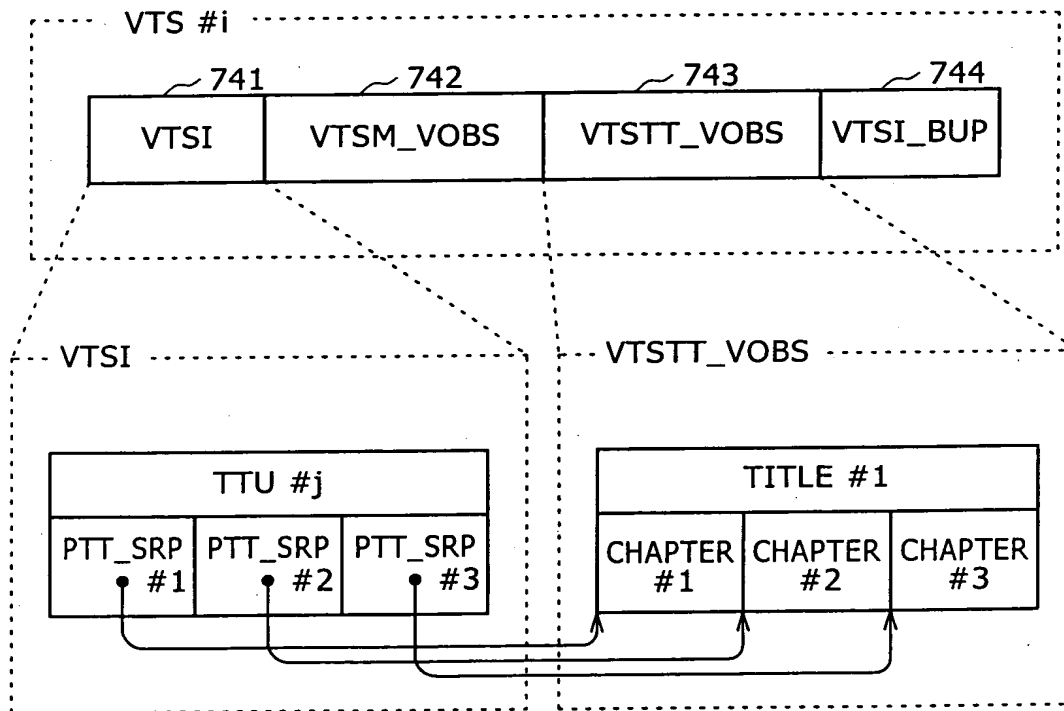 VTS #i
741 742 743 744
VTSI VTSM_VOBS VTSTT_VOBS VTSI_BUP
VTSI VTSTT_VOBS
TTU #j
PTT_SRP #1
PTT_SRP #2
PTT_SRP #3
TITLE #1
CHAPTER #1
CHAPTER #2
CHAPTER #3